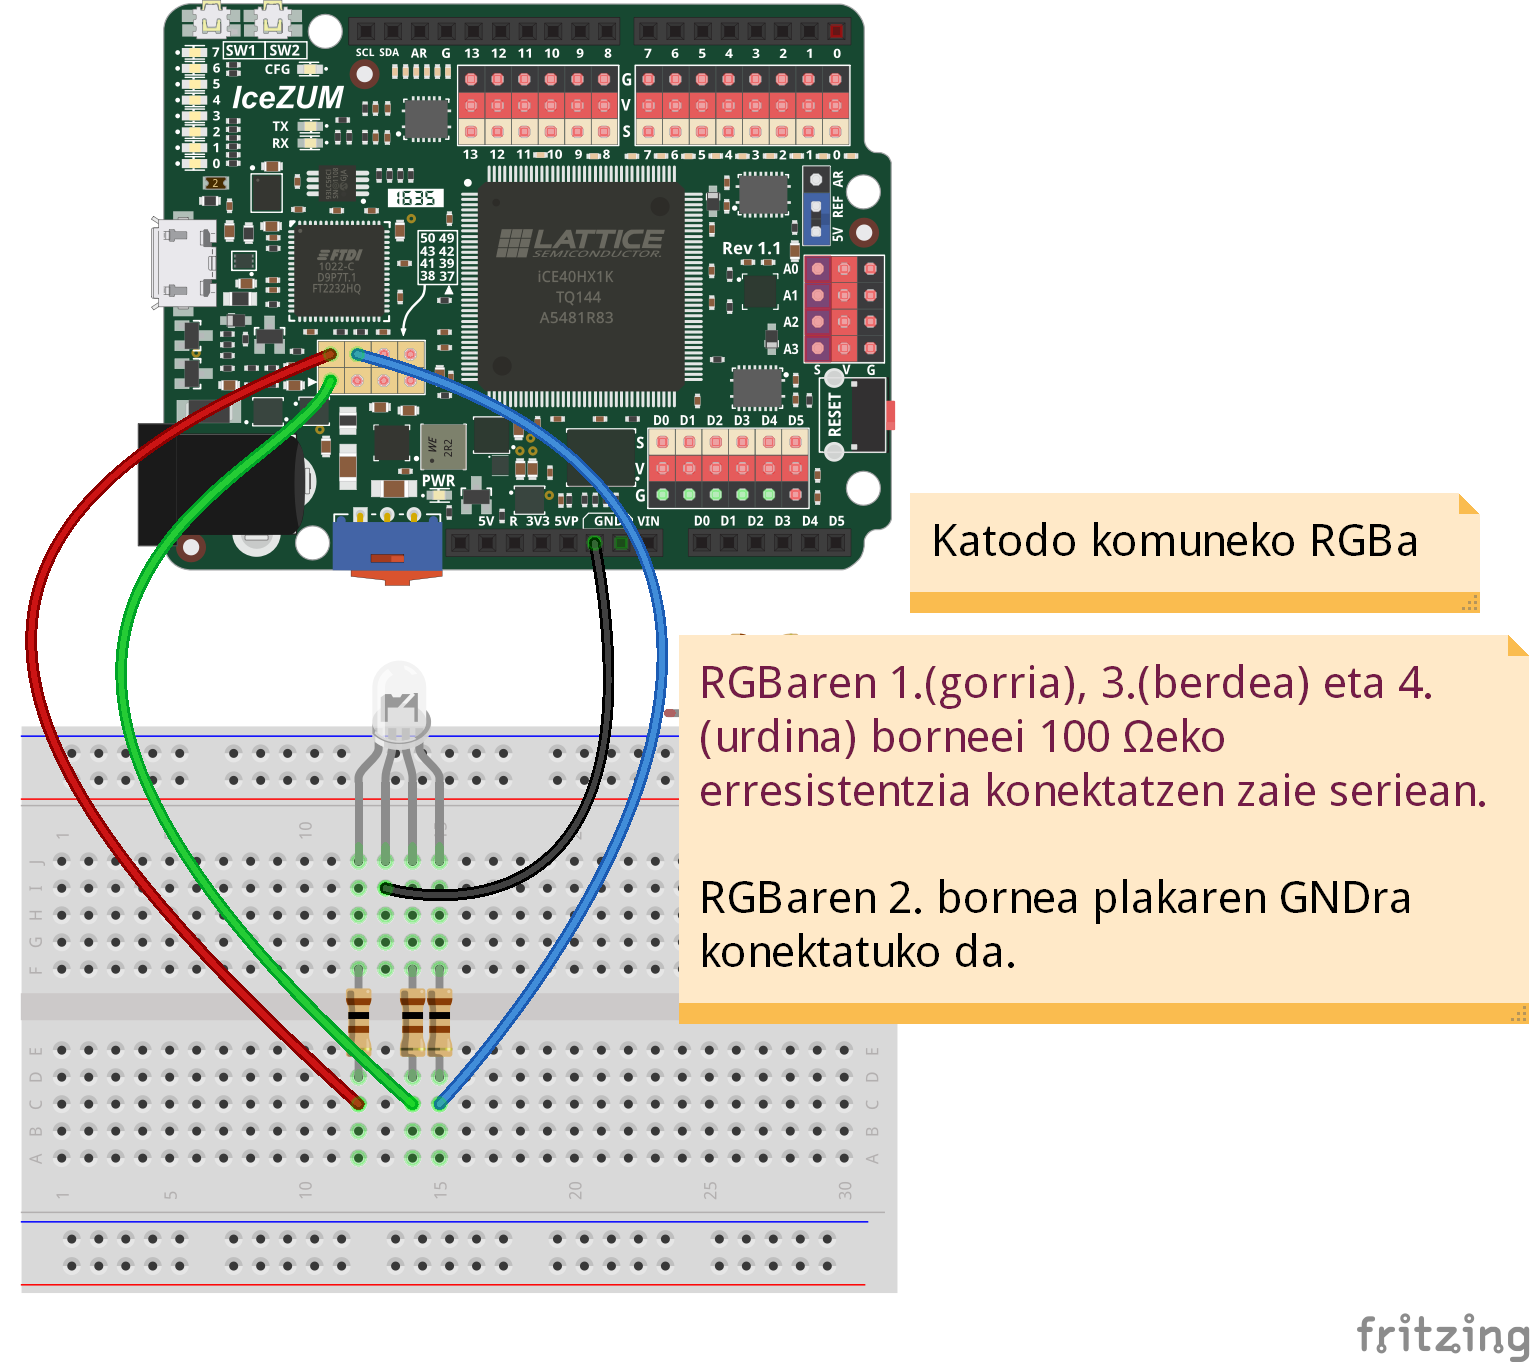 SCL SDA AR G 13 12 11 10 9 8 7 6 5 4 3 2 1 0
SW1 SW2
7
6
5
4
3
2
1
0
CFG
IceZUM
TX
RX
G
V
S
13 12 11 10 9 8 7 6 5 4 3 2 1 0
2
1635
AR
REF
5V
FTDI
1022-C
D9P7T.1
FT2232HQ
50 49
43 42
41 39
38 37
LATTICE
SEMICONDUCTOR.
iCE40HX1K
TQ144
A5481R83
Rev 1.1
A0
A1
A2
A3
S V G
RESET
D0 D1 D2 D3 D4 D5
S
V
G
WE
2R2
PWR
5V R 3V3 5VP GND VIN D0 D1 D2 D3 D4 D5
Katodo komuneko RGBa
RGBaren 1.(gorria), 3.(berdea) eta 4.
(urdina) borneei 100 Ωeko
erresistentzia konektatzen zaie seriean.
RGBaren 2. bornea plakaren GNDra
konektatuko da.
1 10
J
I
H
G
F
E E
D D
C C
B B
A A
1 5 10 15 20 25 30
fritzing